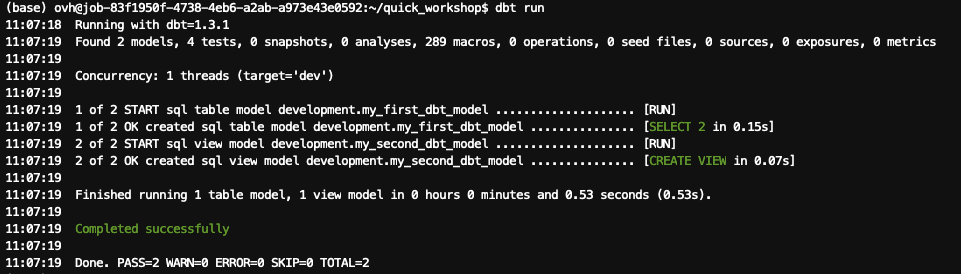 (base) ovh@job-83f1950f-4738-4eb6-a2ab-a973e43e0592:~/quick_workshop$ dbt run
11:07:18  Running with dbt=1.3.1
11:07:19  Found 2 models, 4 tests, 0 snapshots, 0 analyses, 289 macros, 0 operations, 0 seed files, 0 sources, 0 exposures, 0 metrics
11:07:19
11:07:19  Concurrency: 1 threads (target='dev')
11:07:19
11:07:19  1 of 2 START sql table model development.my_first_dbt_model .................... [RUN]
11:07:19  1 of 2 OK created sql table model development.my_first_dbt_model ............... [SELECT 2 in 0.15s]
11:07:19  2 of 2 START sql view model development.my_second_dbt_model .................... [RUN]
11:07:19  2 of 2 OK created sql view model development.my_second_dbt_model ............... [CREATE VIEW in 0.07s]
11:07:19
11:07:19  Finished running 1 table model, 1 view model in 0 hours 0 minutes and 0.53 seconds (0.53s).
11:07:19
11:07:19  Completed successfully
11:07:19
11:07:19  Done. PASS=2 WARN=0 ERROR=0 SKIP=0 TOTAL=2